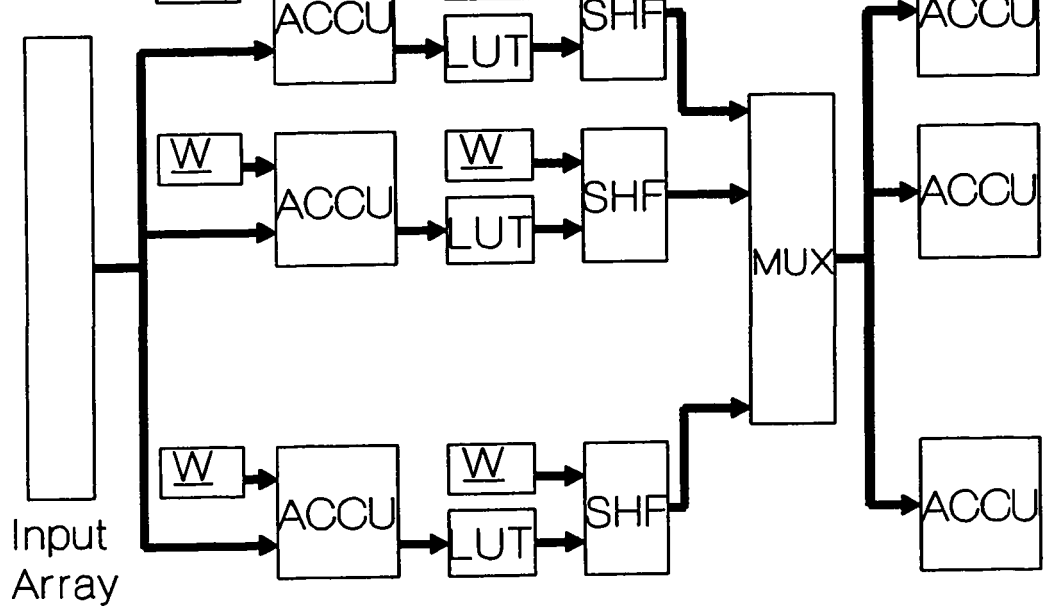 ACCU
LUT
SHF
ACCU
W
ACCU
W
LUT
SHF
MUX
ACCU
W
ACCU
W
LUT
SHF
ACCU
Input
Array